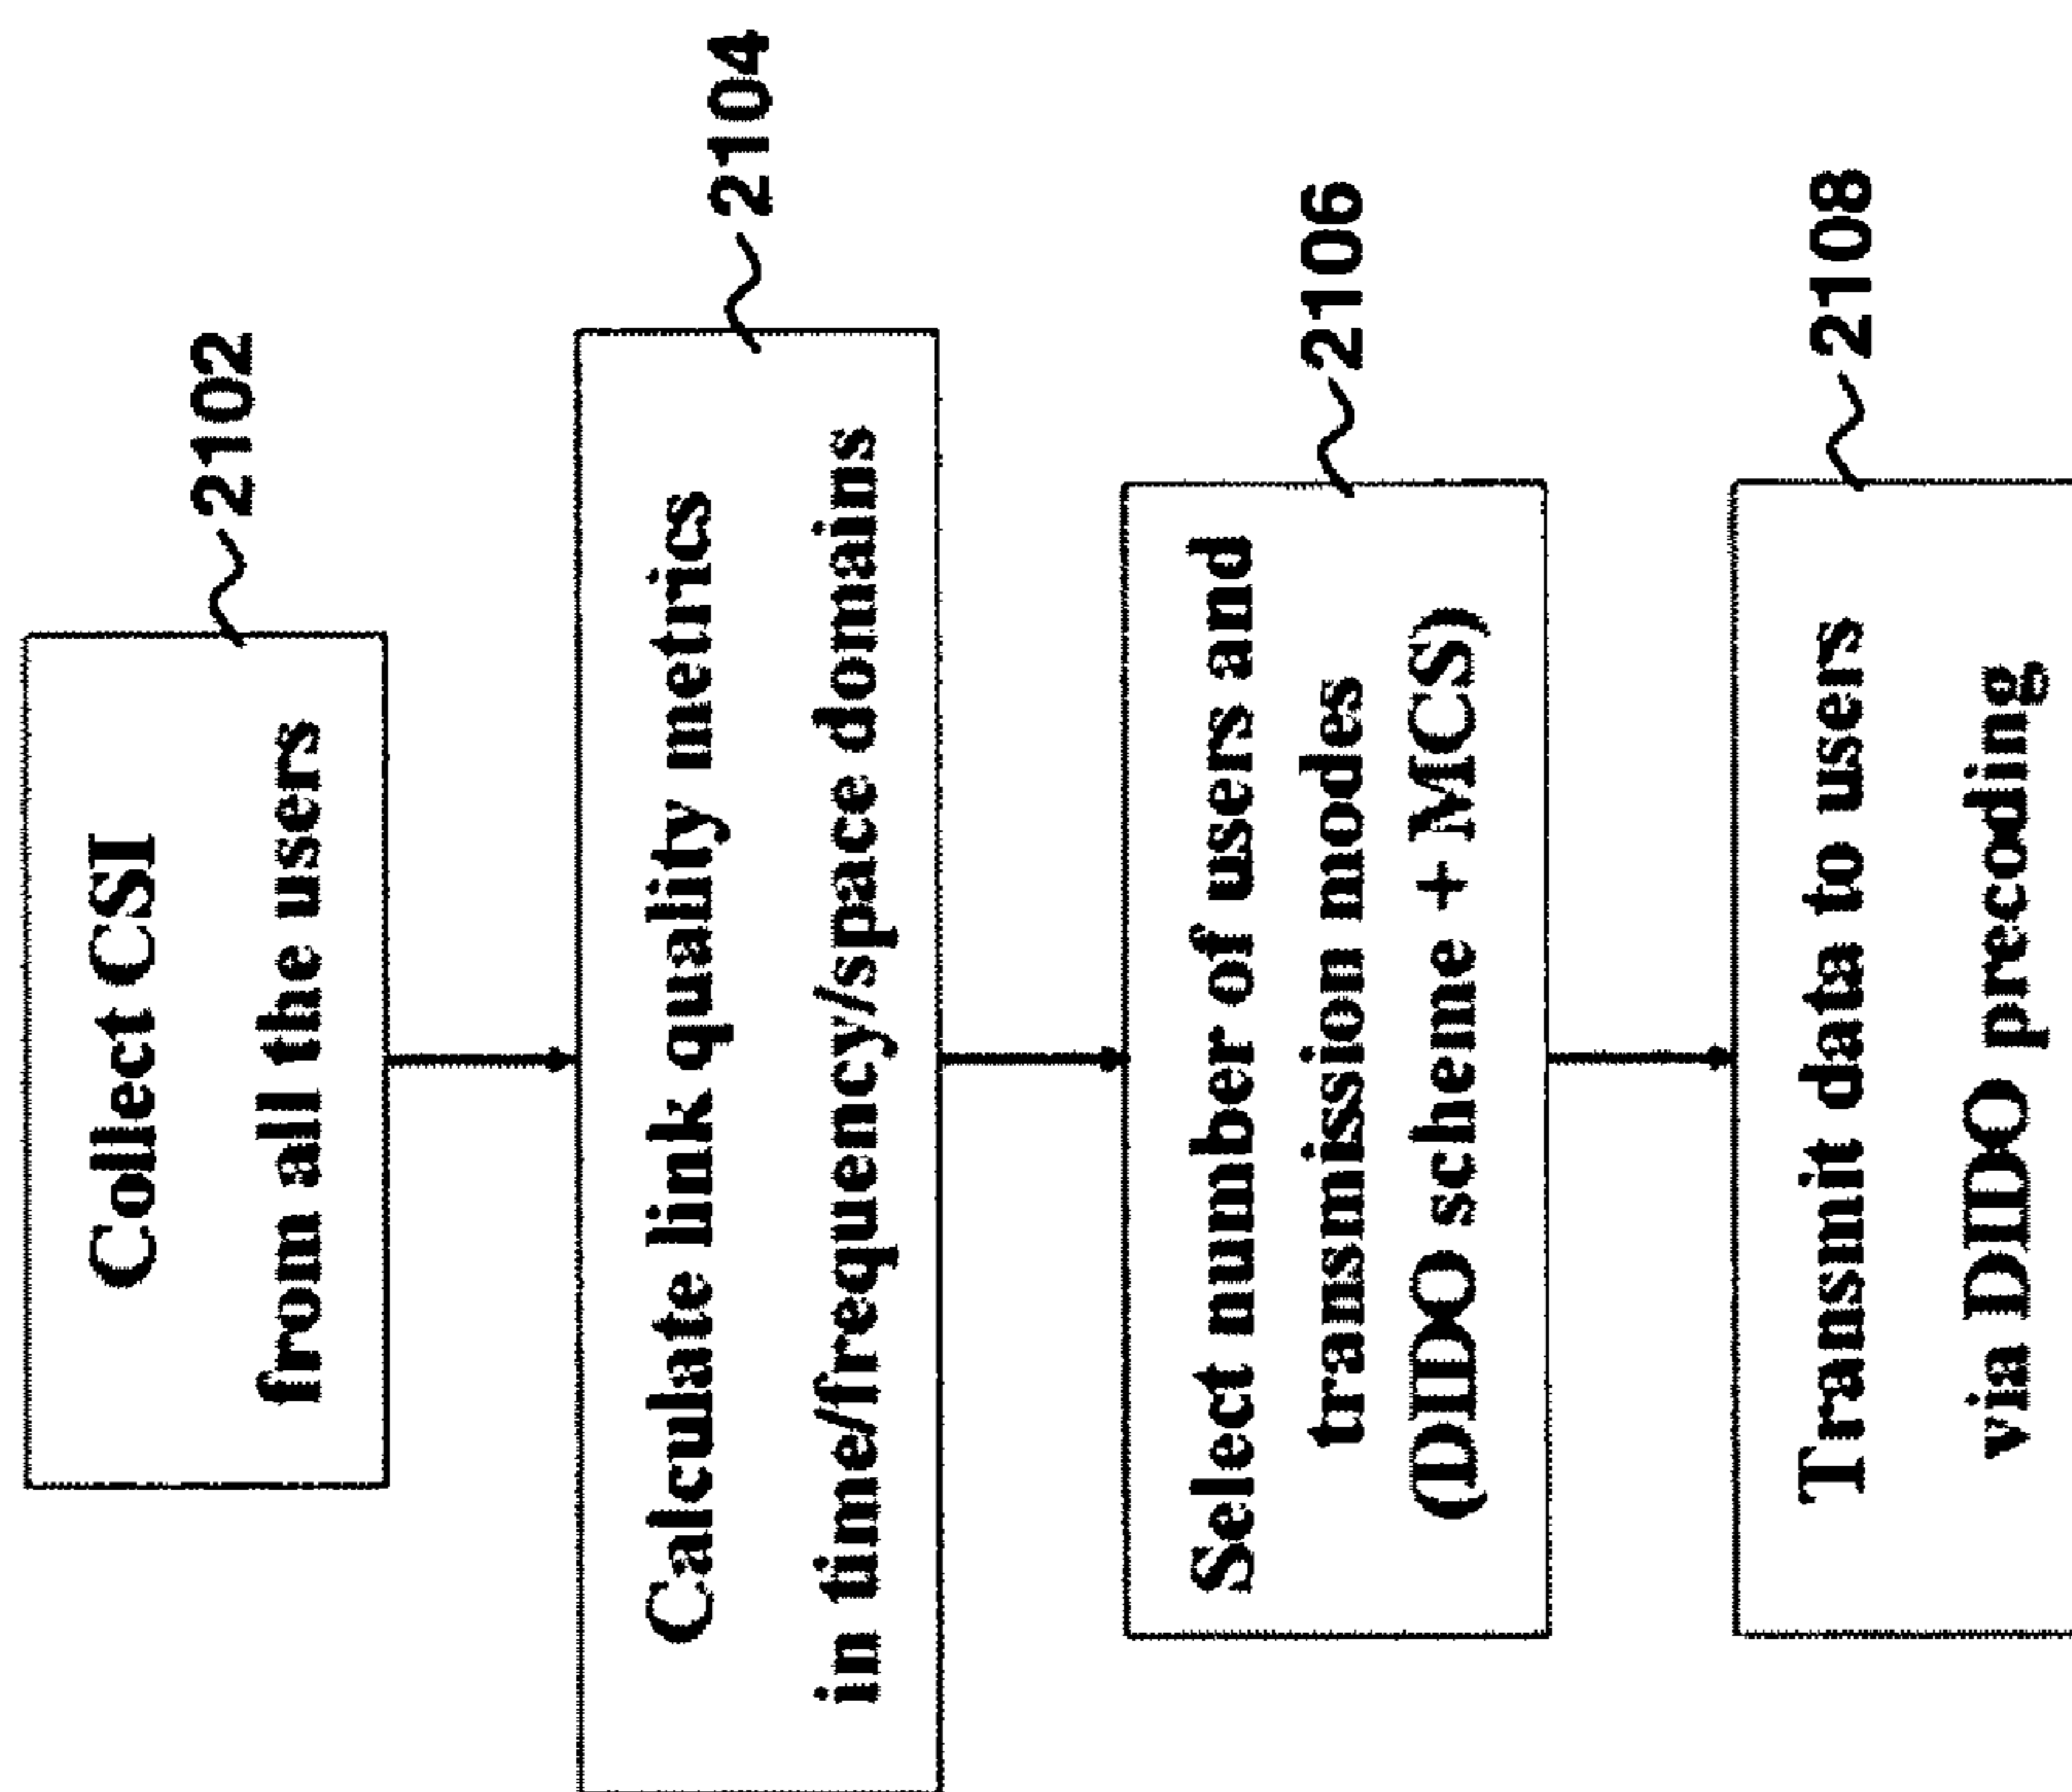 Collect CSI
from all the users
2102
Calculate link quality metrics
in time/frequency/space domains
2104
Select number of users and
transmission modes
(DIDO scheme + MCS)
2106
Transmit data to users
via DIDO precoding
2108